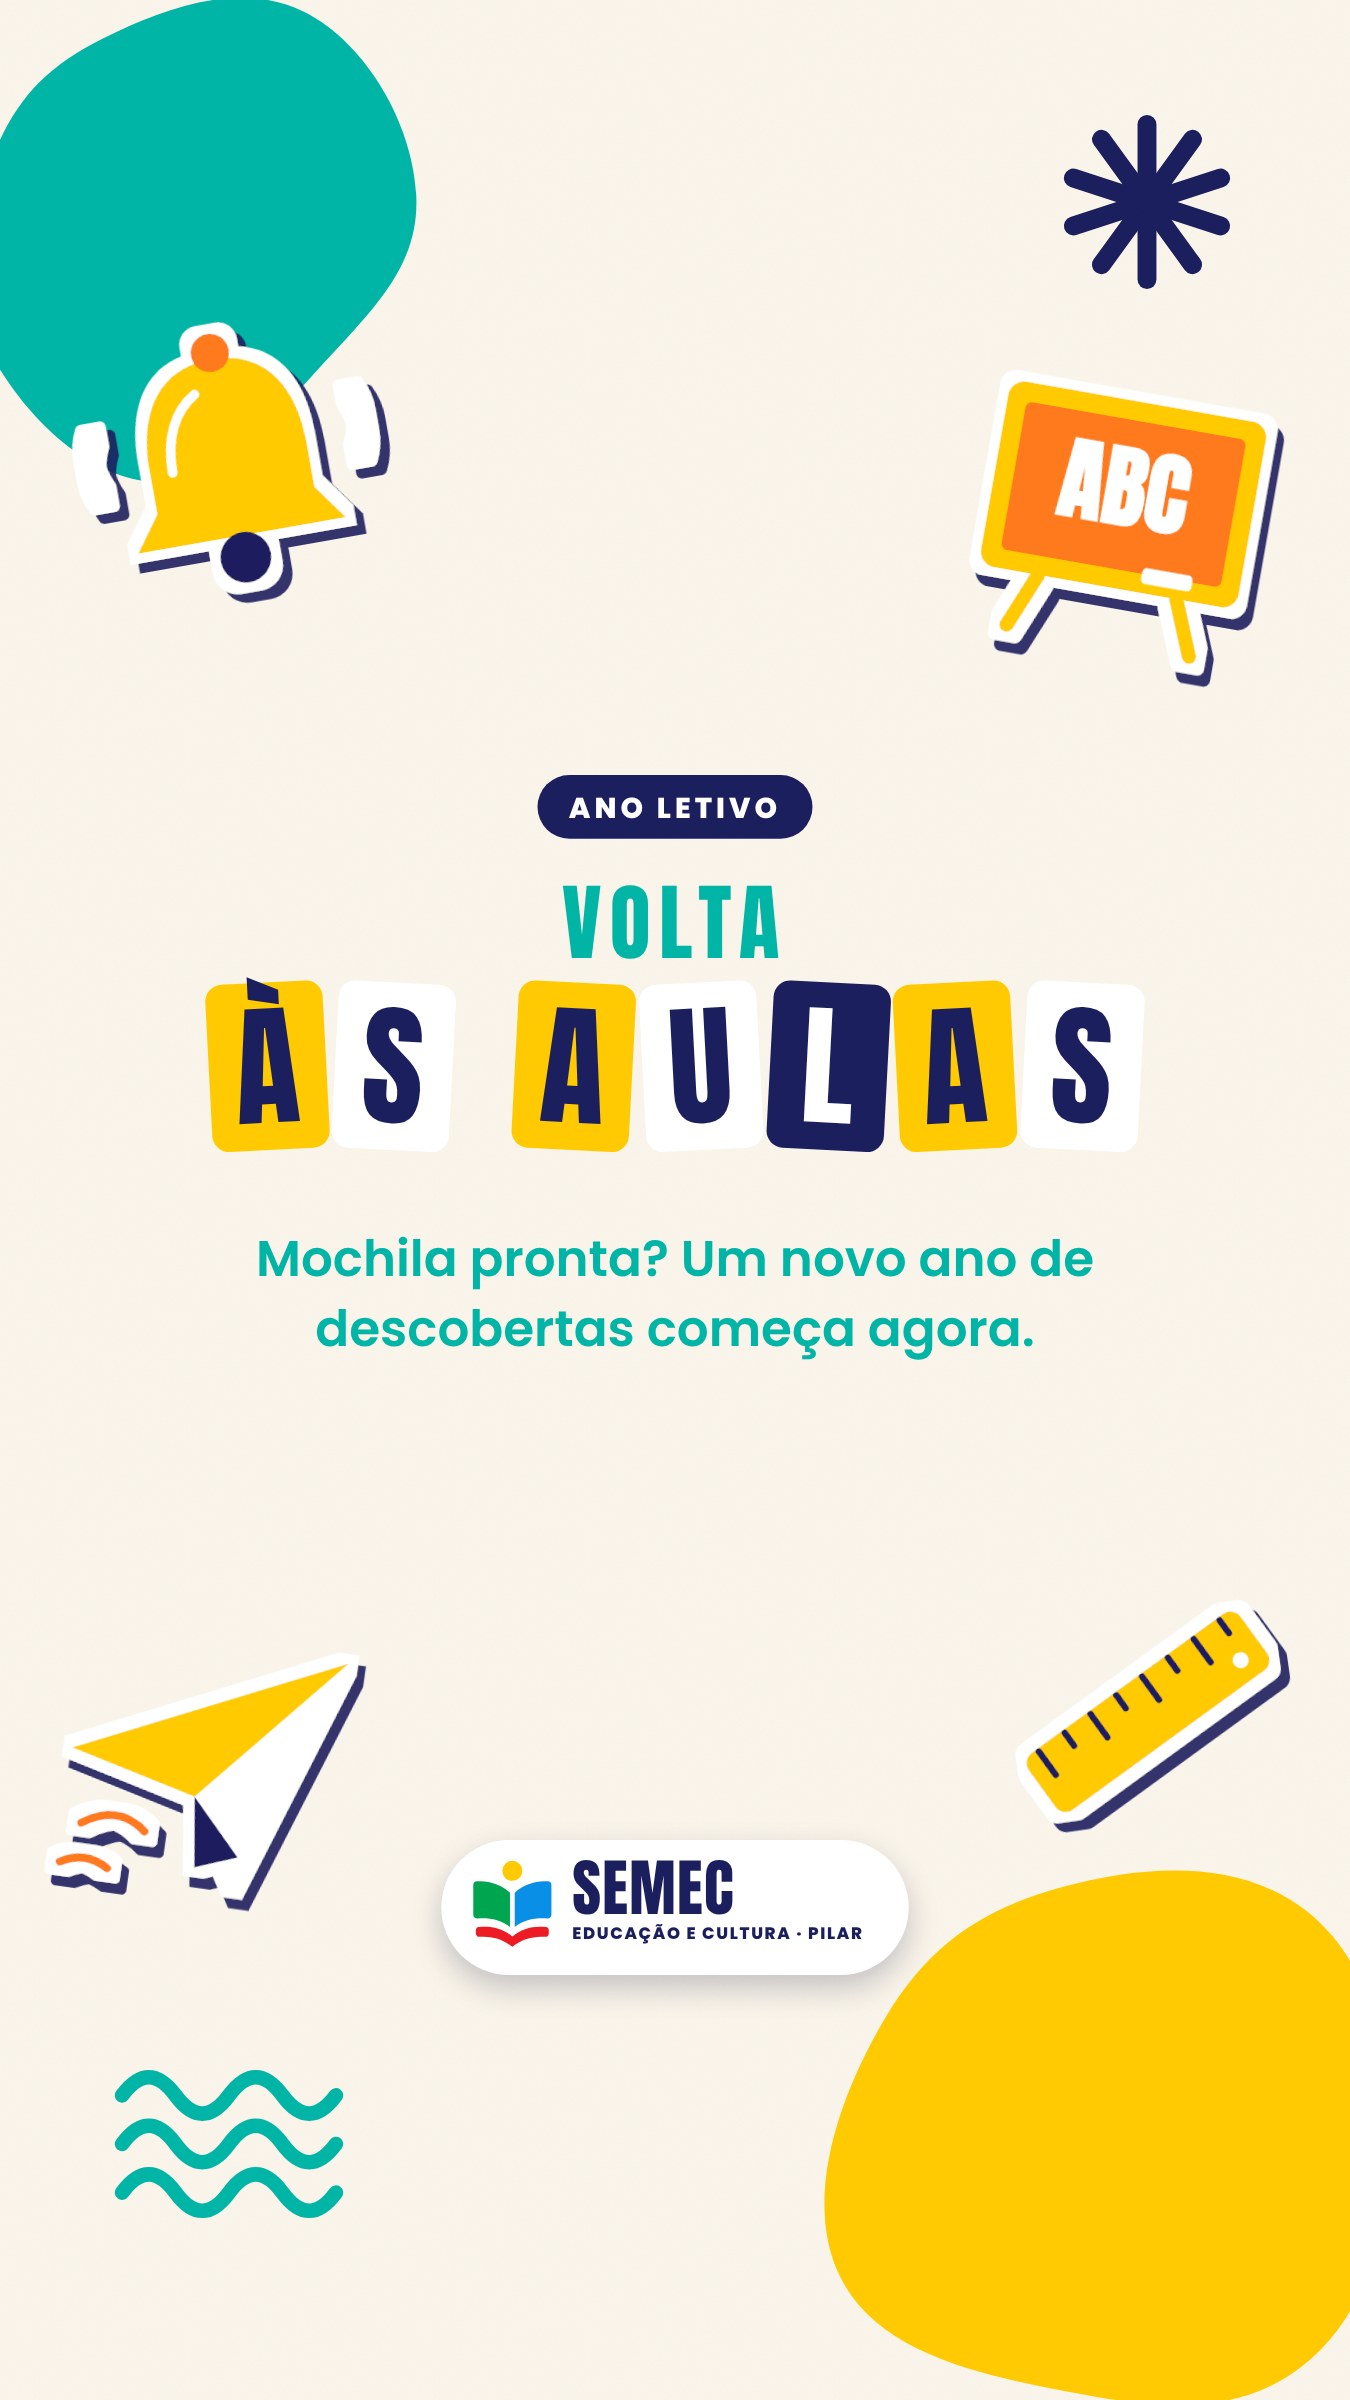 ABC
ANO LETIVO
VOLTA
ÀS AULAS
Mochila pronta? Um novo ano de
descobertas começa agora.
SEMEC
EDUCAÇÃO E CULTURA · PILAR